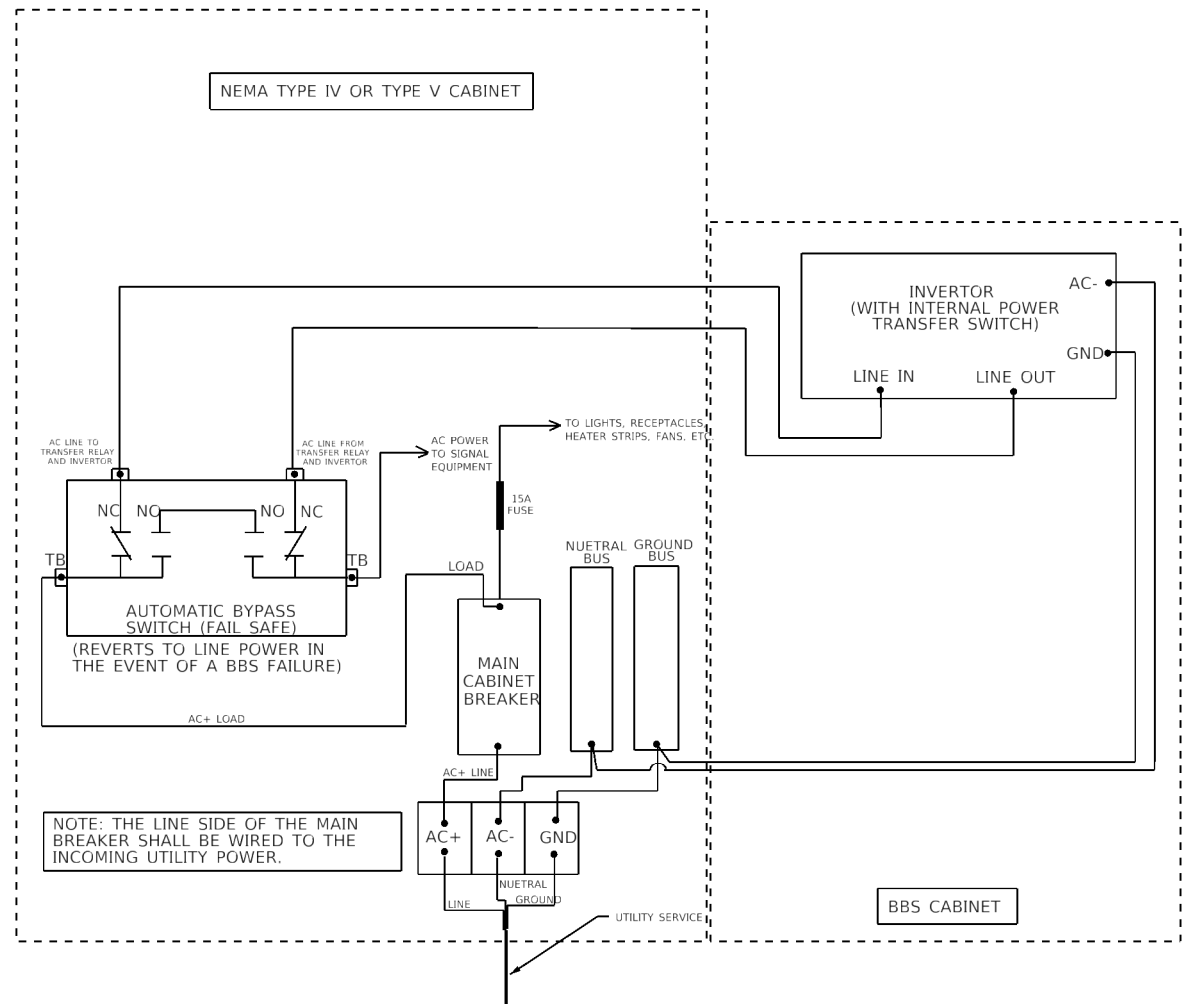 NEMA TYPE IV OR TYPE V CABINET
INVERTOR
(WITH INTERNAL POWER
TRANSFER SWITCH)
AC-
GND
LINE IN
LINE OUT
AC LINE TO
TRANSFER RELAY
AND INVERTOR
AC LINE FROM
TRANSFER RELAY
AND INVERTOR
AC POWER
TO SIGNAL
EQUIPMENT
TO LIGHTS, RECEPTACLES,
HEATER STRIPS, FANS, ETC.
15A
FUSE
NC
NO
NO
NC
TB
TB
AUTOMATIC BYPASS
SWITCH (FAIL SAFE)
(REVERTS TO LINE POWER IN
THE EVENT OF A BBS FAILURE)
LOAD
NUETRAL
BUS
GROUND
BUS
MAIN
CABINET
BREAKER
AC+ LOAD
AC+ LINE
NOTE: THE LINE SIDE OF THE MAIN
BREAKER SHALL BE WIRED TO THE
INCOMING UTILITY POWER.
AC+
AC-
GND
NUETRAL
LINE
GROUND
UTILITY SERVICE
BBS CABINET